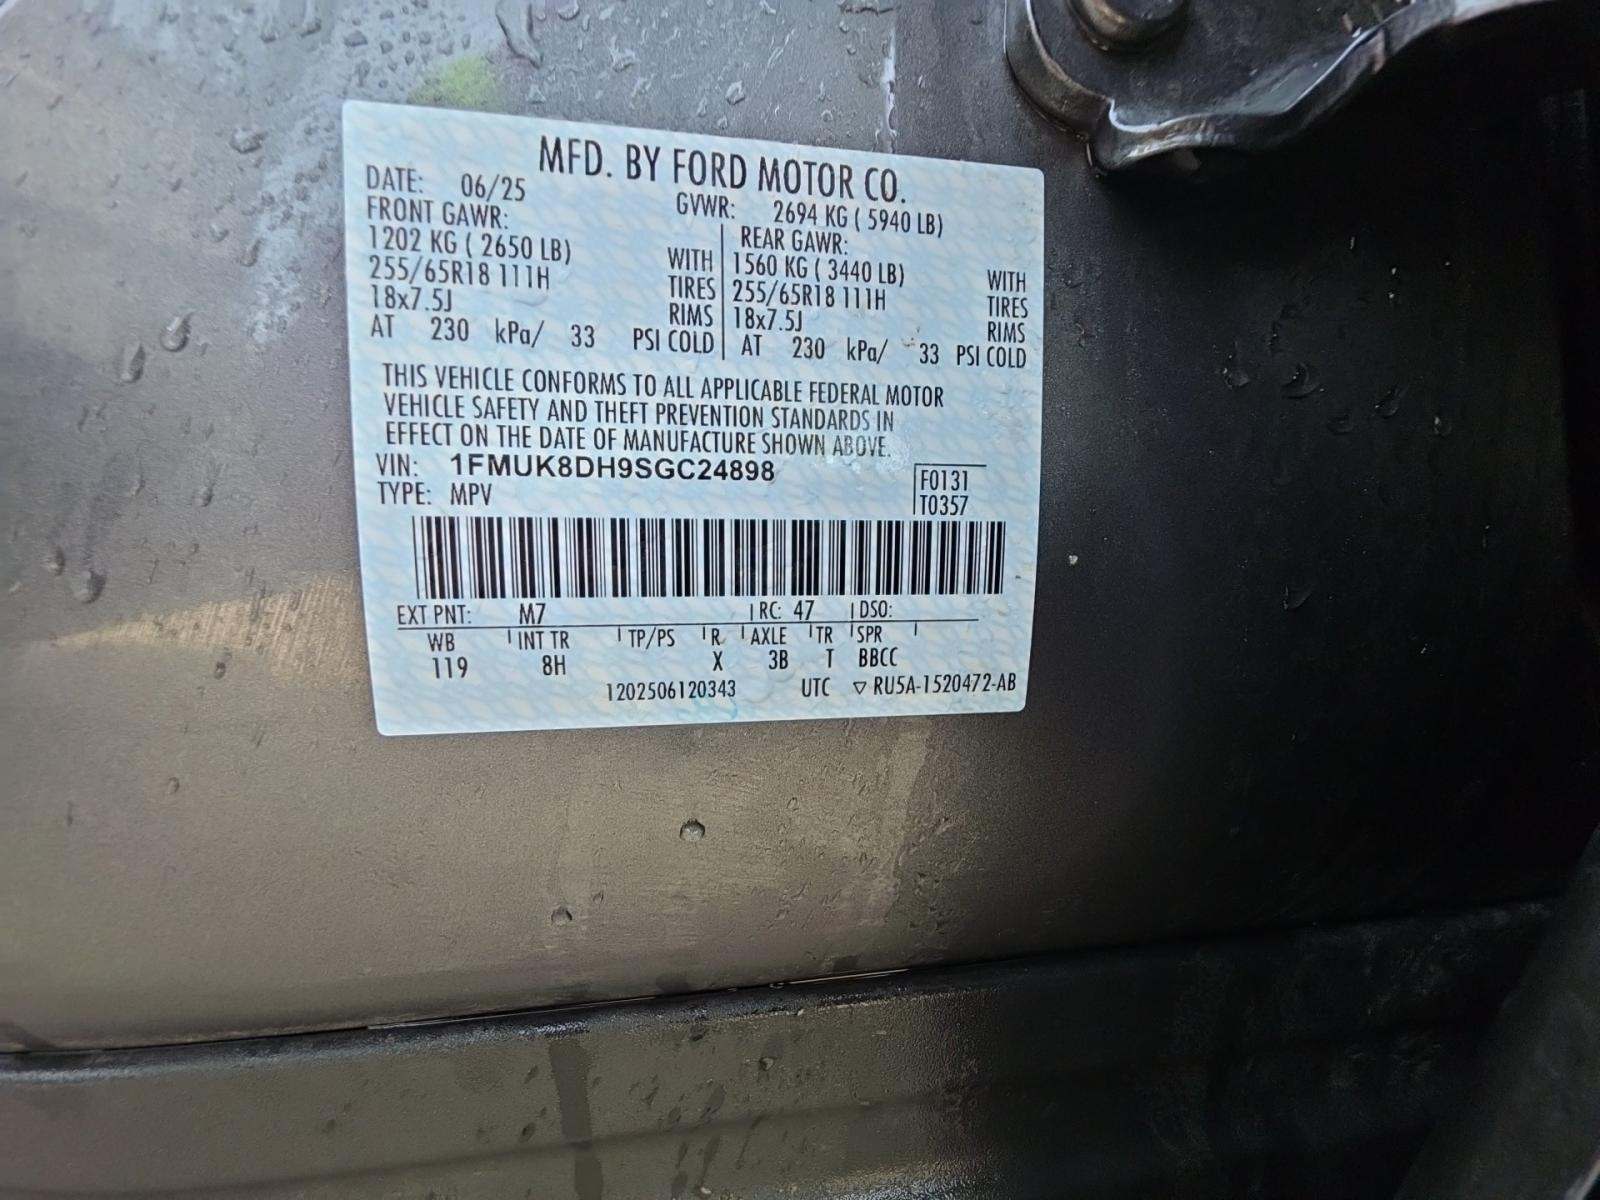 MFD. BY FORD MOTOR CO.
DATE: 06/25 GVWR: 2694 KG ( 5940 LB)
FRONT GAWR: REAR GAWR:
1202 KG ( 2650 LB) WITH 1560 KG ( 3440 LB) WITH
255/65R18 111H TIRES 255/65R18 111H TIRES
18x7.5J RIMS 18x7.5J RIMS
AT 230 kPa/ 33 PSI COLD AT 230 kPa/ 33 PSI COLD
THIS VEHICLE CONFORMS TO ALL APPLICABLE FEDERAL MOTOR
VEHICLE SAFETY AND THEFT PREVENTION STANDARDS IN
EFFECT ON THE DATE OF MANUFACTURE SHOWN ABOVE.
VIN: 1FMUK8DH9SGC24898 F0131
TYPE: MPV T0357
EXT PNT: M7 RC: 47 DSO:
WB INT TR TP/PS R AXLE TR SPR
119 8H X 3B T BBCC
1202506120343 UTC ▽ RU5A-1520472-AB